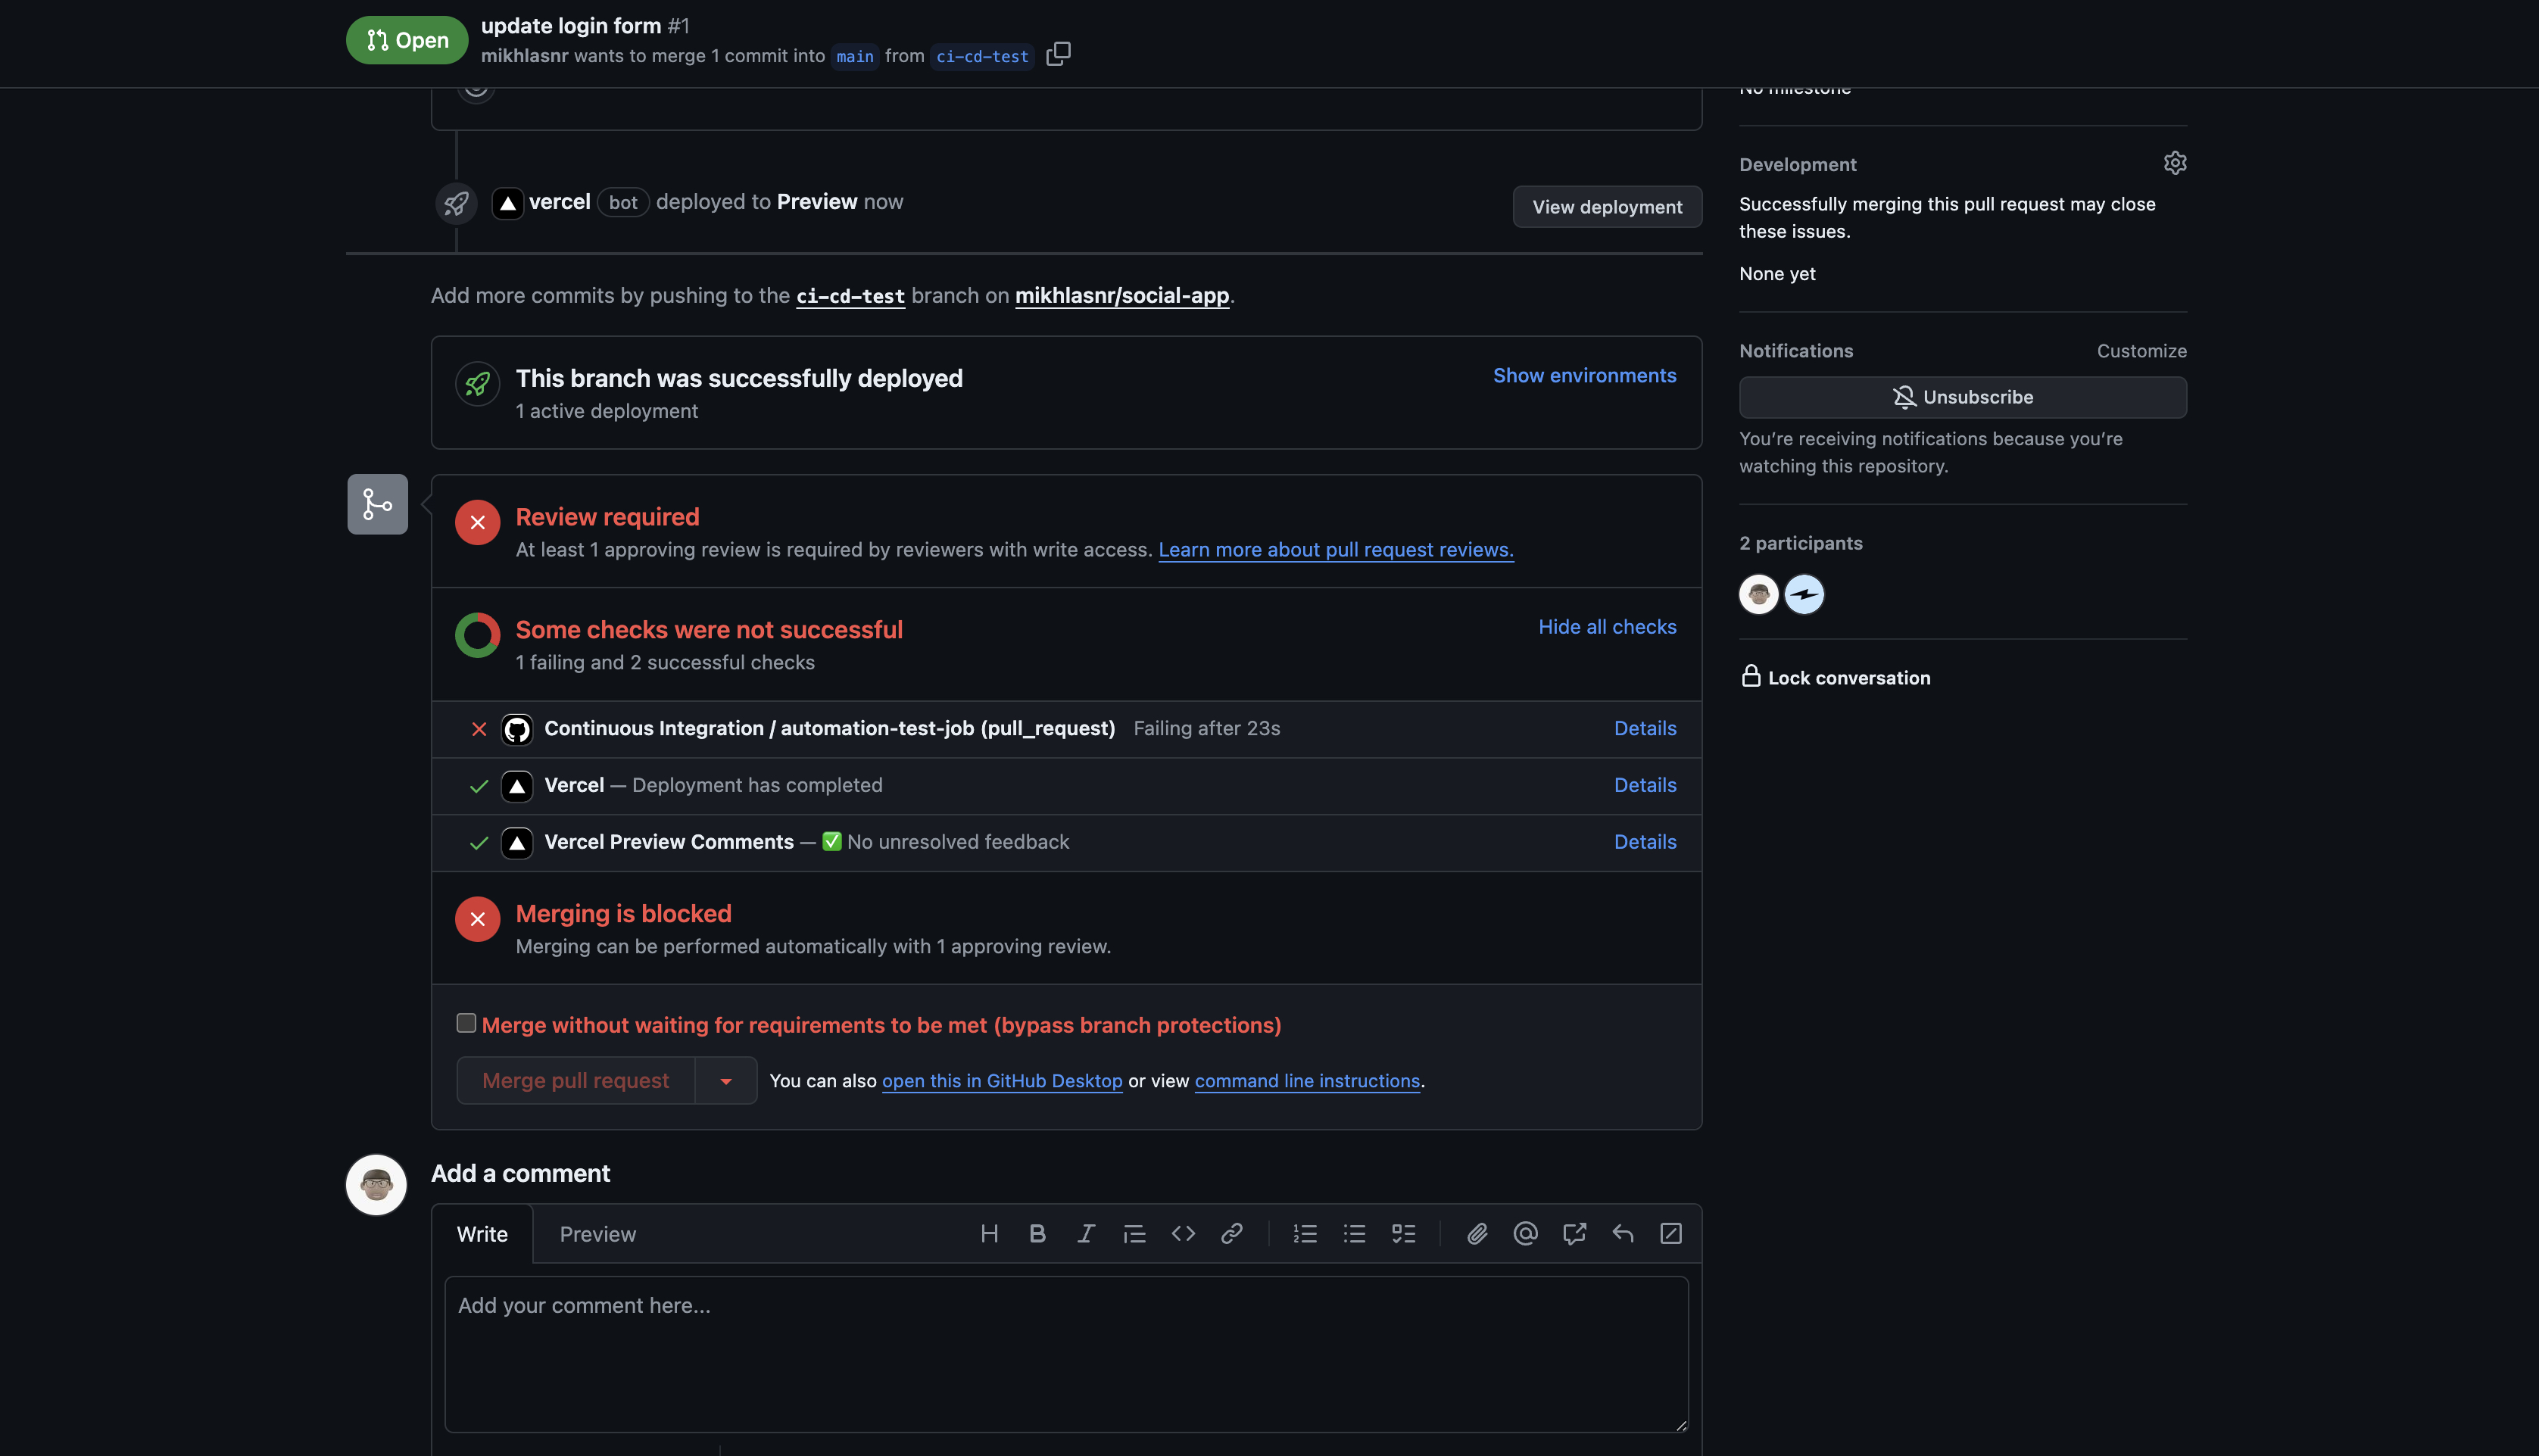 Open
update login form #1
mikhlasnr wants to merge 1 commit into main from ci-cd-test
No milestone
vercel bot deployed to Preview now
View deployment
Add more commits by pushing to the ci-cd-test branch on mikhlasnr/social-app.
This branch was successfully deployed
1 active deployment
Show environments
Review required
At least 1 approving review is required by reviewers with write access. Learn more about pull request reviews.
Some checks were not successful
1 failing and 2 successful checks
Hide all checks
Continuous Integration / automation-test-job (pull_request) Failing after 23s Details
Vercel — Deployment has completed Details
Vercel Preview Comments — ✅ No unresolved feedback Details
Merging is blocked
Merging can be performed automatically with 1 approving review.
Merge without waiting for requirements to be met (bypass branch protections)
Merge pull request
You can also open this in GitHub Desktop or view command line instructions.
Add a comment
Write Preview
Add your comment here...
Development
Successfully merging this pull request may close
these issues.
None yet
Notifications Customize
Unsubscribe
You’re receiving notifications because you’re
watching this repository.
2 participants
Lock conversation